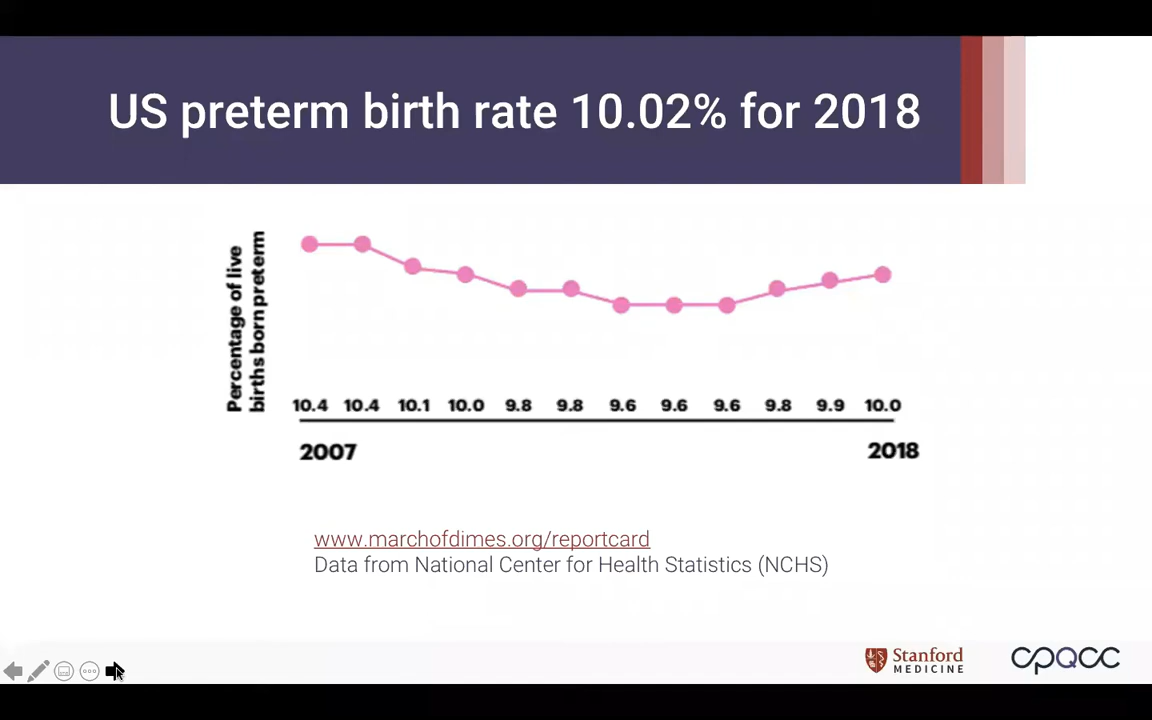 US preterm birth rate 10.02% for 2018
Percentage of live
births born preterm
10.4 10.4 10.1 10.0 9.8 9.8 9.6 9.6 9.6 9.8 9.9 10.0
2007 2018
www.marchofdimes.org/reportcard
Data from National Center for Health Statistics (NCHS)
Stanford
MEDICINE
cpqcc